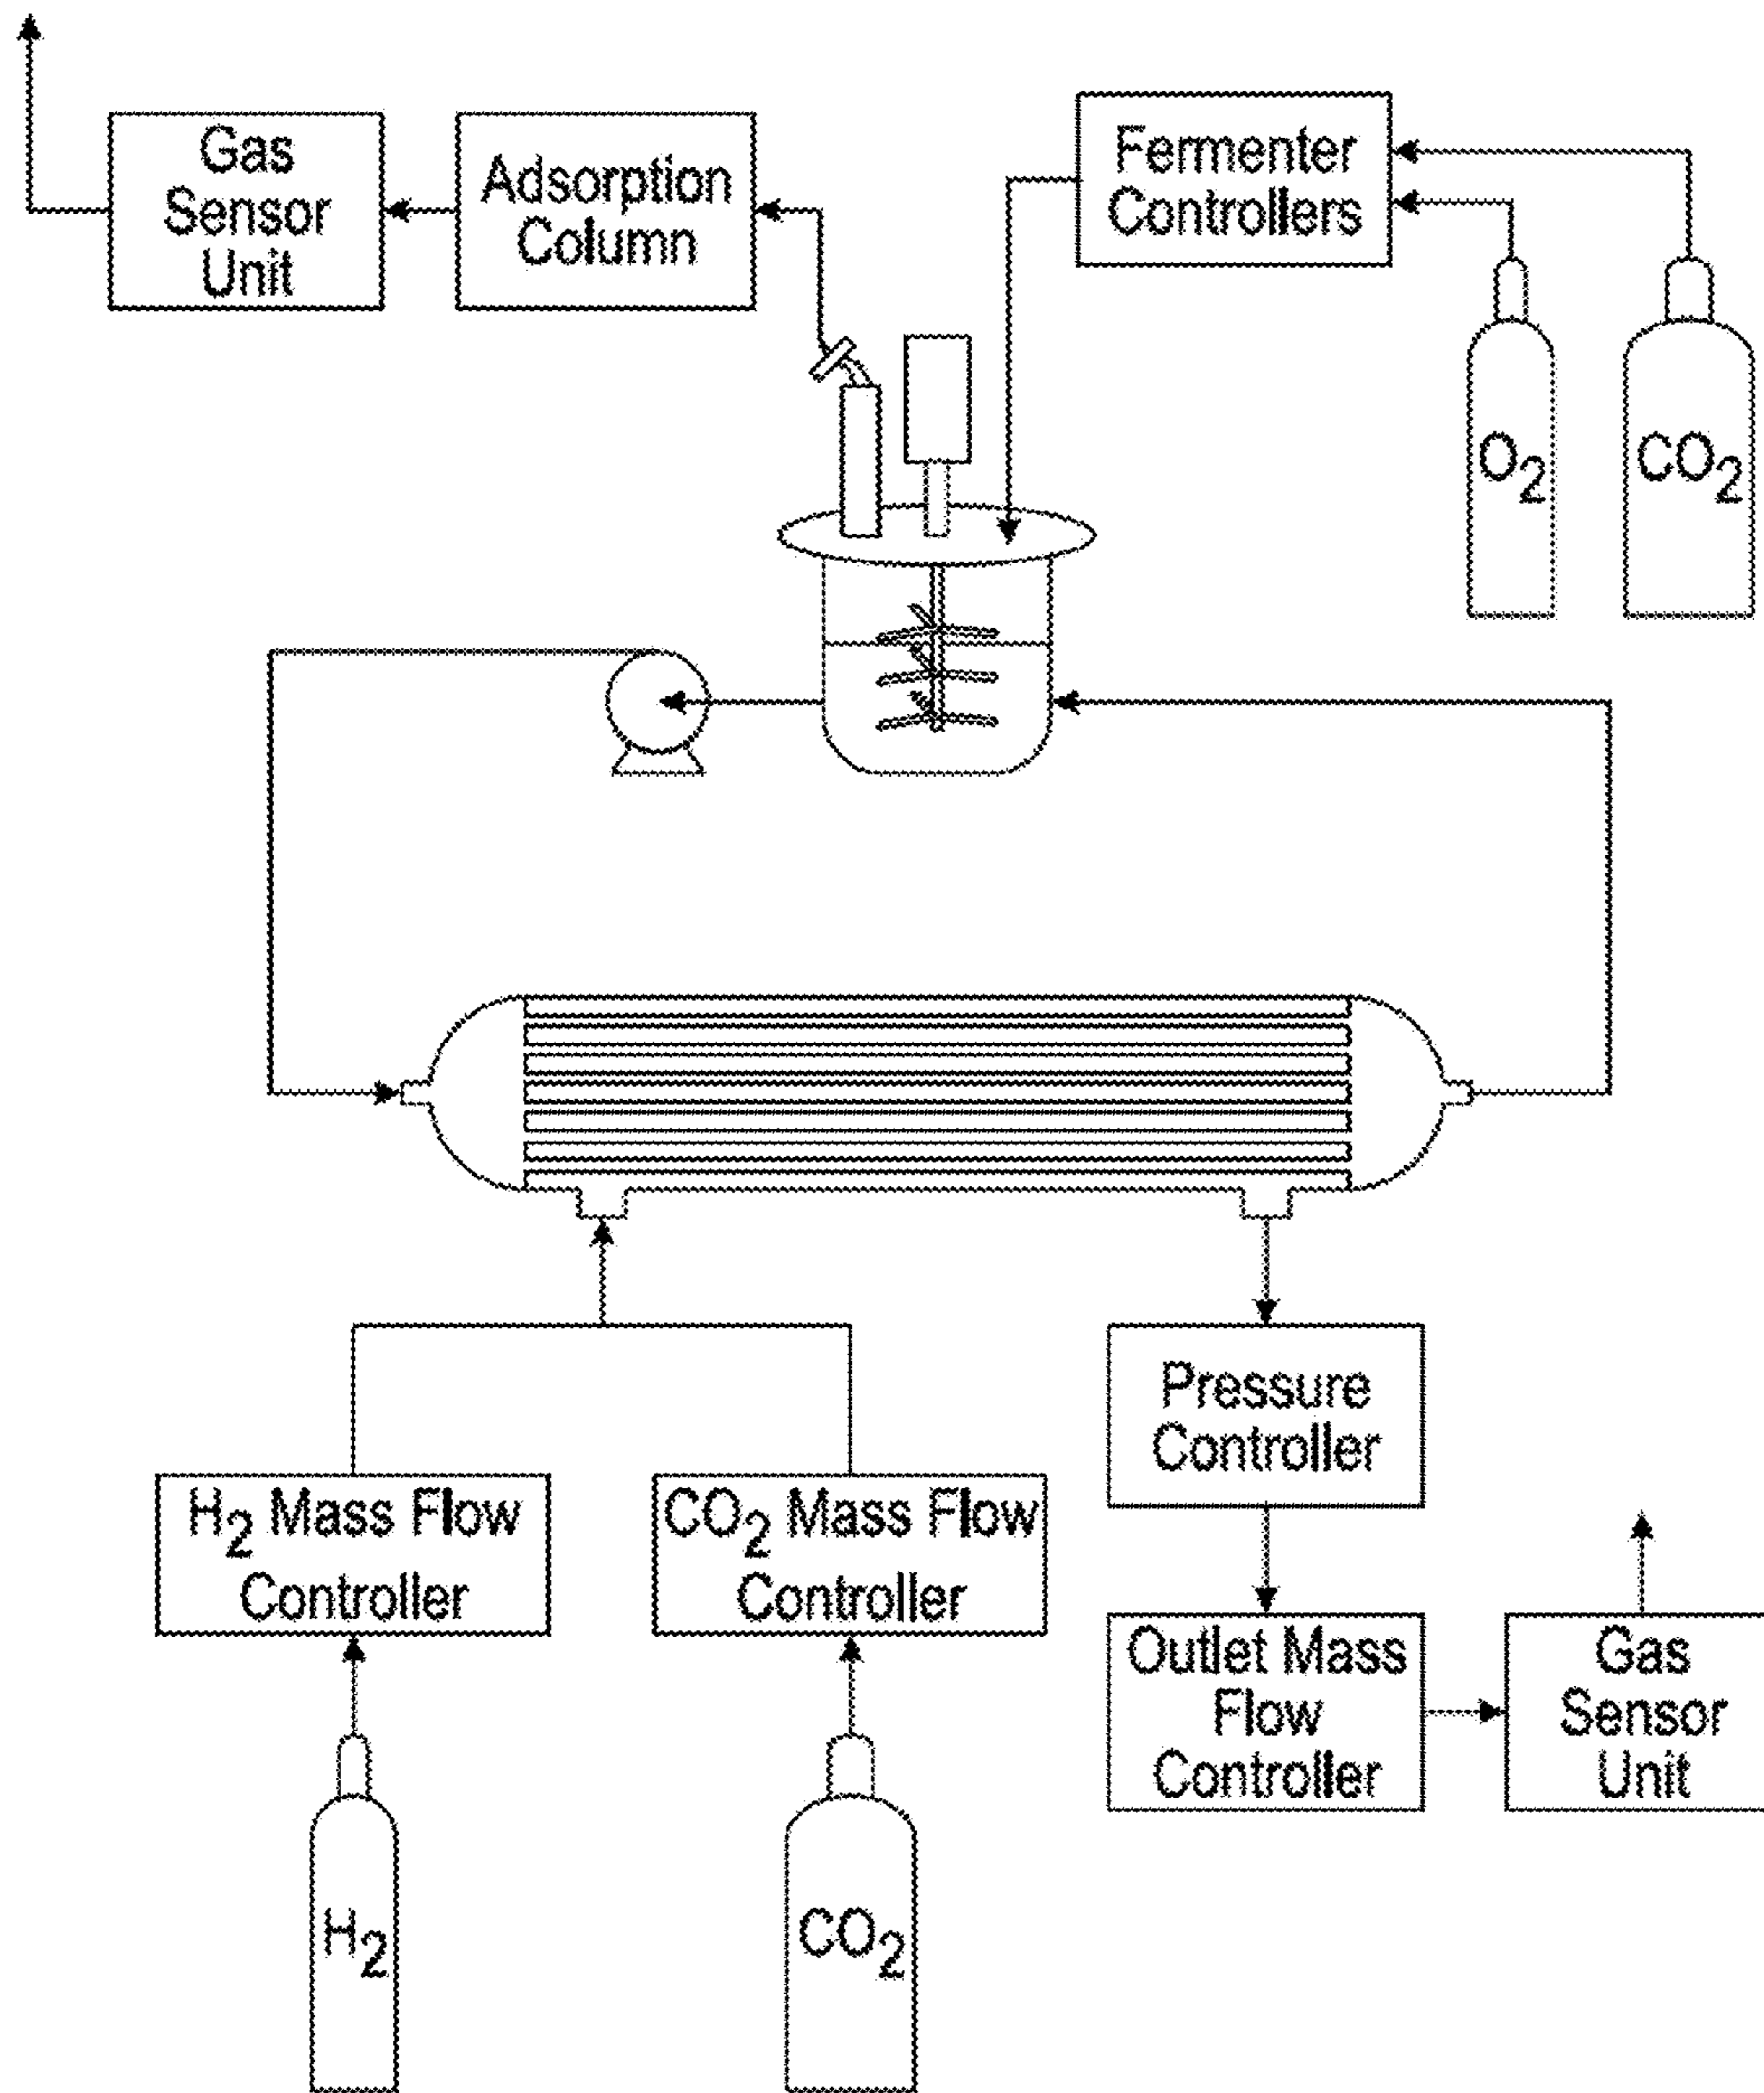 Gas
Sensor
Unit
Adsorption
Column
Fermenter
Controllers
O₂
CO₂
Pressure
Controller
H₂ Mass Flow
Controller
CO₂ Mass Flow
Controller
Outlet Mass
Flow
Controller
Gas
Sensor
Unit
H₂
CO₂